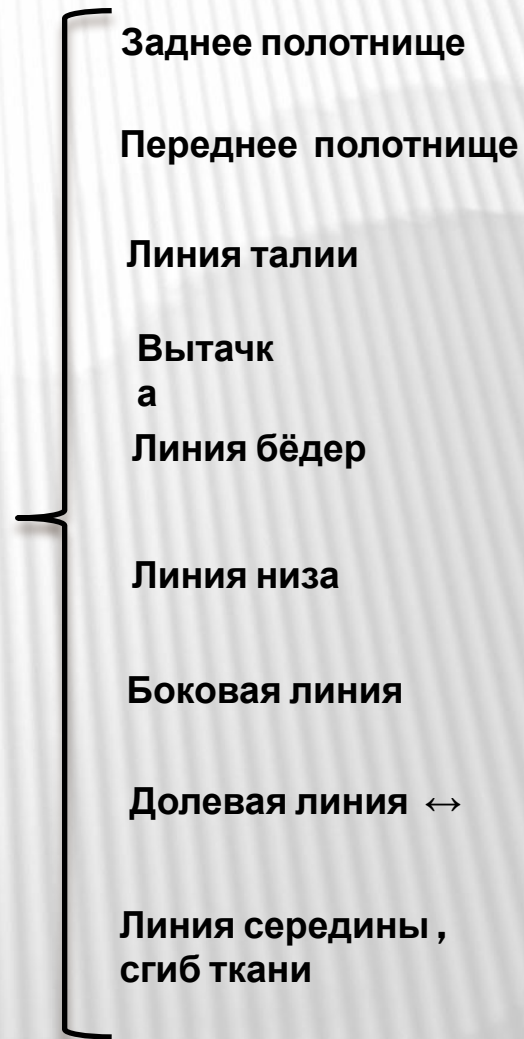 Заднее полотнище
Переднее полотнище
Линия талии
Вытачк
а
Линия бёдер
Линия низа
Боковая линия
Долевая линия ↔
Линия середины ,
сгиб ткани